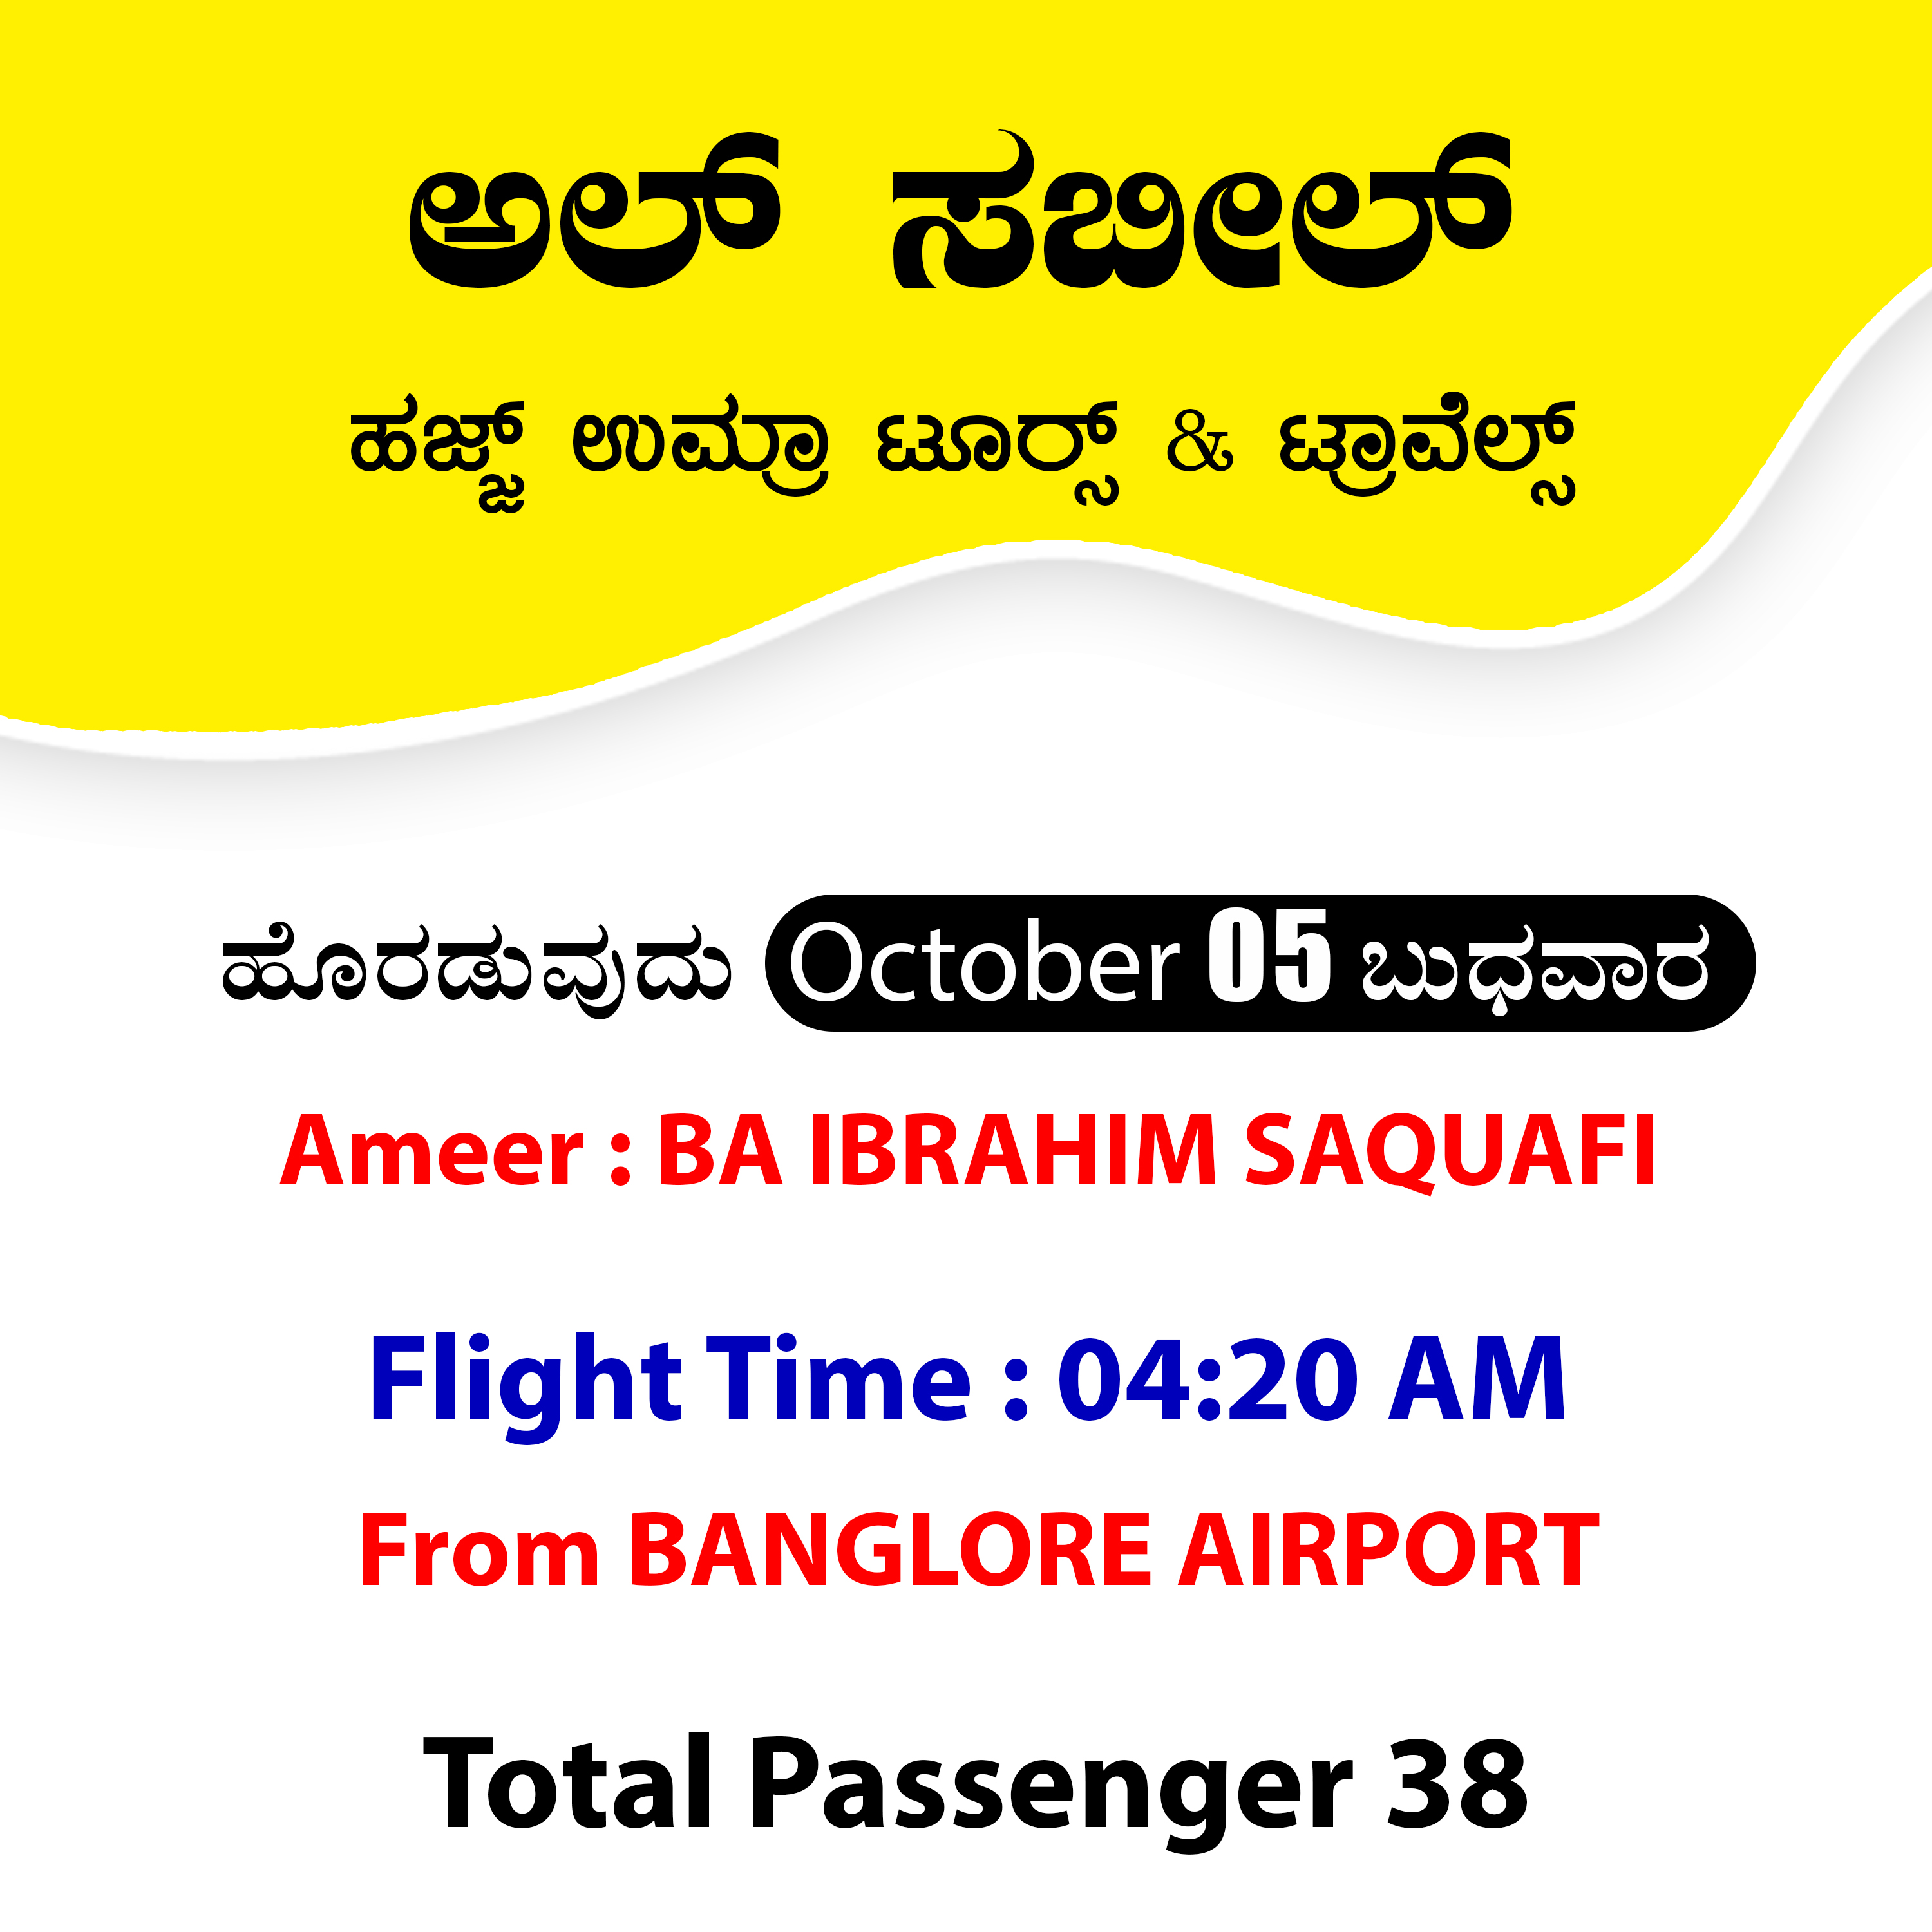 ಅಲ್ ಸಬೀಲ್
ಹಜ್ಜ್ ಉಮ್ರಾ ಟೂರ್ಸ್ & ಟ್ರಾವೆಲ್ಸ್
ಹೊರಡುವುದು October 05 ಬುಧವಾರ
Ameer : BA IBRAHIM SAQUAFI
Flight Time : 04:20 AM
From BANGLORE AIRPORT
Total Passenger 38